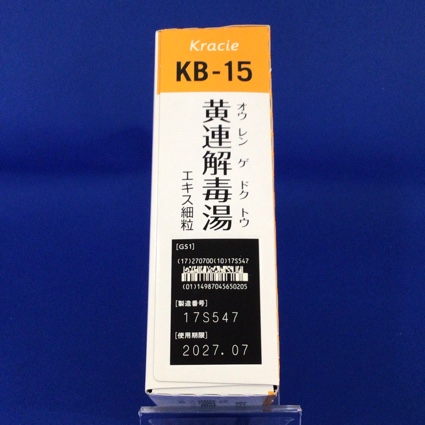 Kracie
KB-15
黄連解毒湯
オウ レン ゲ ドク トウ
エキス細粒
[GS1]
(17)270700(10)17S547
(01)14987045650205
[製造番号]
17S547
[使用期限]
2027.07